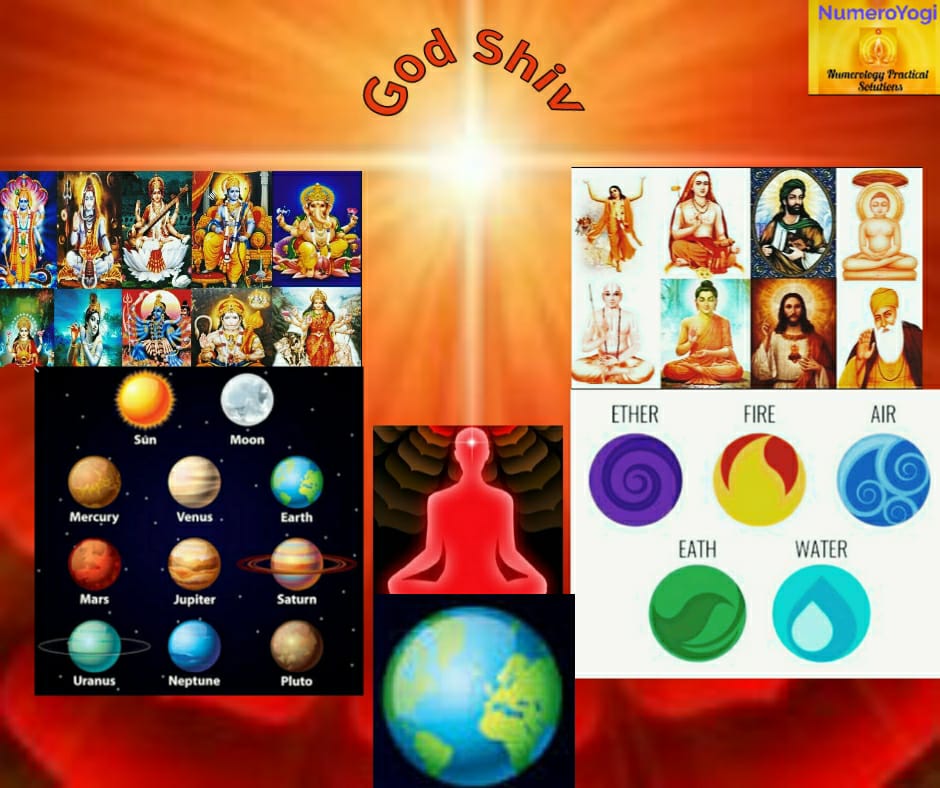 NumeroYogi
Numerology Practical
Solutions
God Shiv
Sun Moon
Mercury Venus Earth
Mars Jupiter Saturn
Uranus Neptune Pluto
ETHER FIRE AIR
EATH WATER